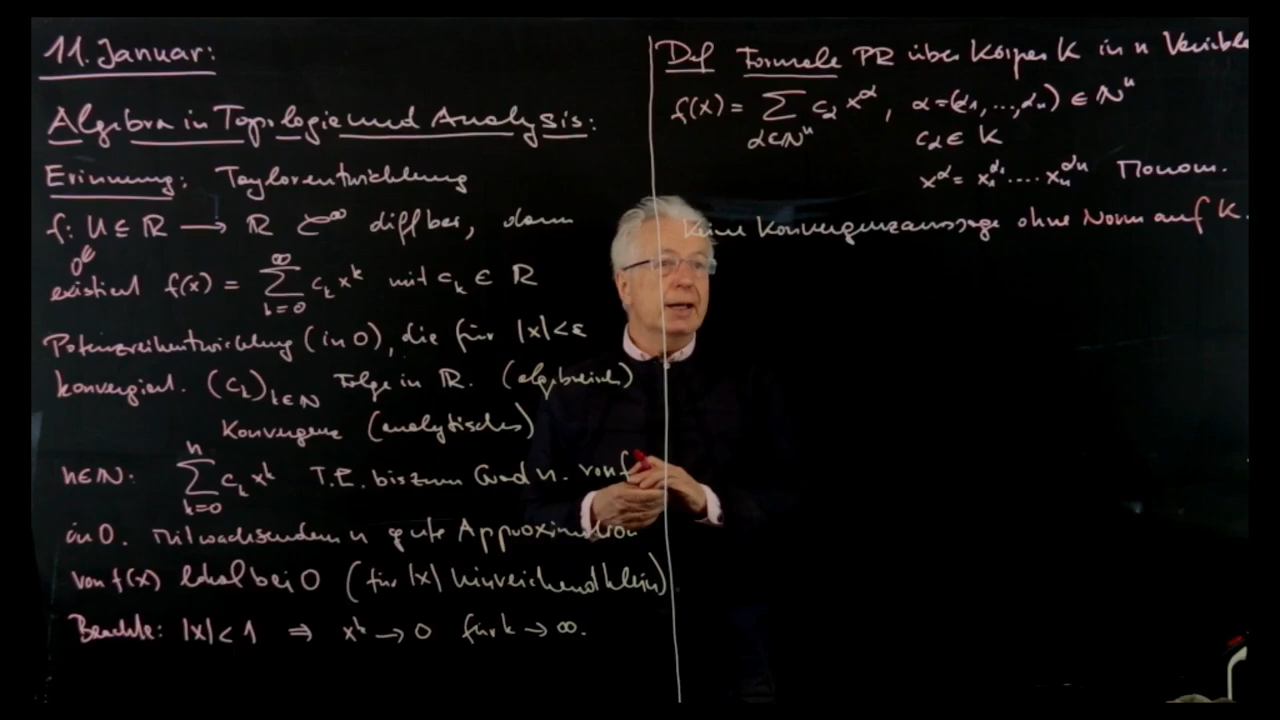 11. Januar:
Algebra in Topologie und Analysis:
Erinnerung: Taylorentwicklung
f: U ⊆ ℝ ⟶ ℝ C^∞ diffbar, dann
0 ∈
existiert f(x) = ∑_{k=0}^{∞} c_k x^k mit c_k ∈ ℝ
Potenzreihentwicklung (in 0), die für |x|<ε
konvergiert. (c_k)_{k∈ℕ} Folge in ℝ. (algebraisch)
Konvergenz (analytisches)
n∈ℕ: ∑_{k=0}^{n} c_k x^k T.E. bis zum Grad n. von f
in 0. Mit wachsendem n gute Approximation
von f(x) lokal bei 0 (für |x| hinreichend klein)
Beachte: |x|<1 ⇒ x^k → 0 für k → ∞.
Def Formale PR über Körper K in n Variable
f(x) = ∑_{α∈ℕ^n} c_α x^α, α=(α_1,...,α_n) ∈ ℕ^n
c_α ∈ K
x^α = x_1^{α_1}....x_n^{α_n} Monom.
Keine Konvergenzaussage ohne Norm auf K.